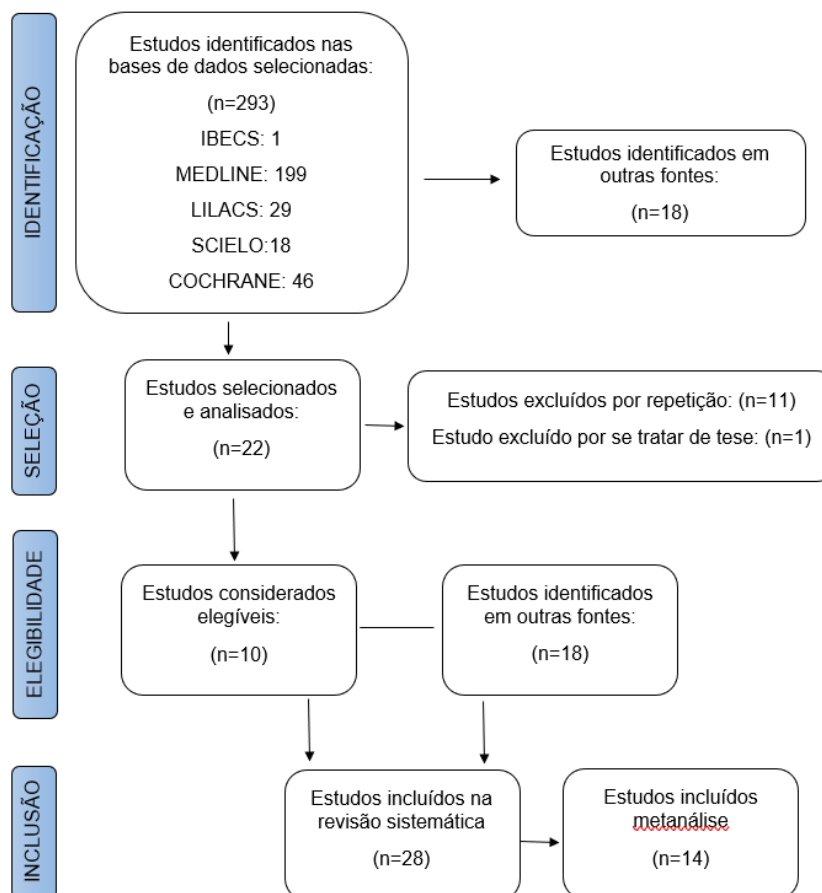 IDENTIFICAÇÃO
Estudos identificados nas
bases de dados selecionadas:
(n=293)
IBECS: 1
MEDLINE: 199
LILACS: 29
SCIELO:18
COCHRANE: 46
Estudos identificados em
outras fontes:
(n=18)
SELEÇÃO
Estudos selecionados
e analisados:
(n=22)
Estudos excluídos por repetição: (n=11)
Estudo excluído por se tratar de tese: (n=1)
ELEGIBILIDADE
Estudos considerados
elegíveis:
(n=10)
Estudos identificados
em outras fontes:
(n=18)
INCLUSÃO
Estudos incluídos na
revisão sistemática
(n=28)
Estudos incluídos
metanálise
(n=14)